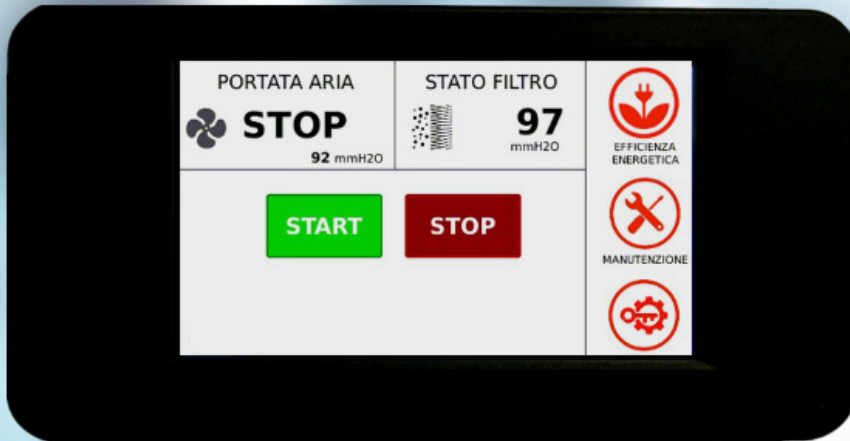 PORTATA ARIA
STOP
92 mmH2O
STATO FILTRO
97
mmH2O
EFFICIENZA
ENERGETICA
START
STOP
MANUTENZIONE